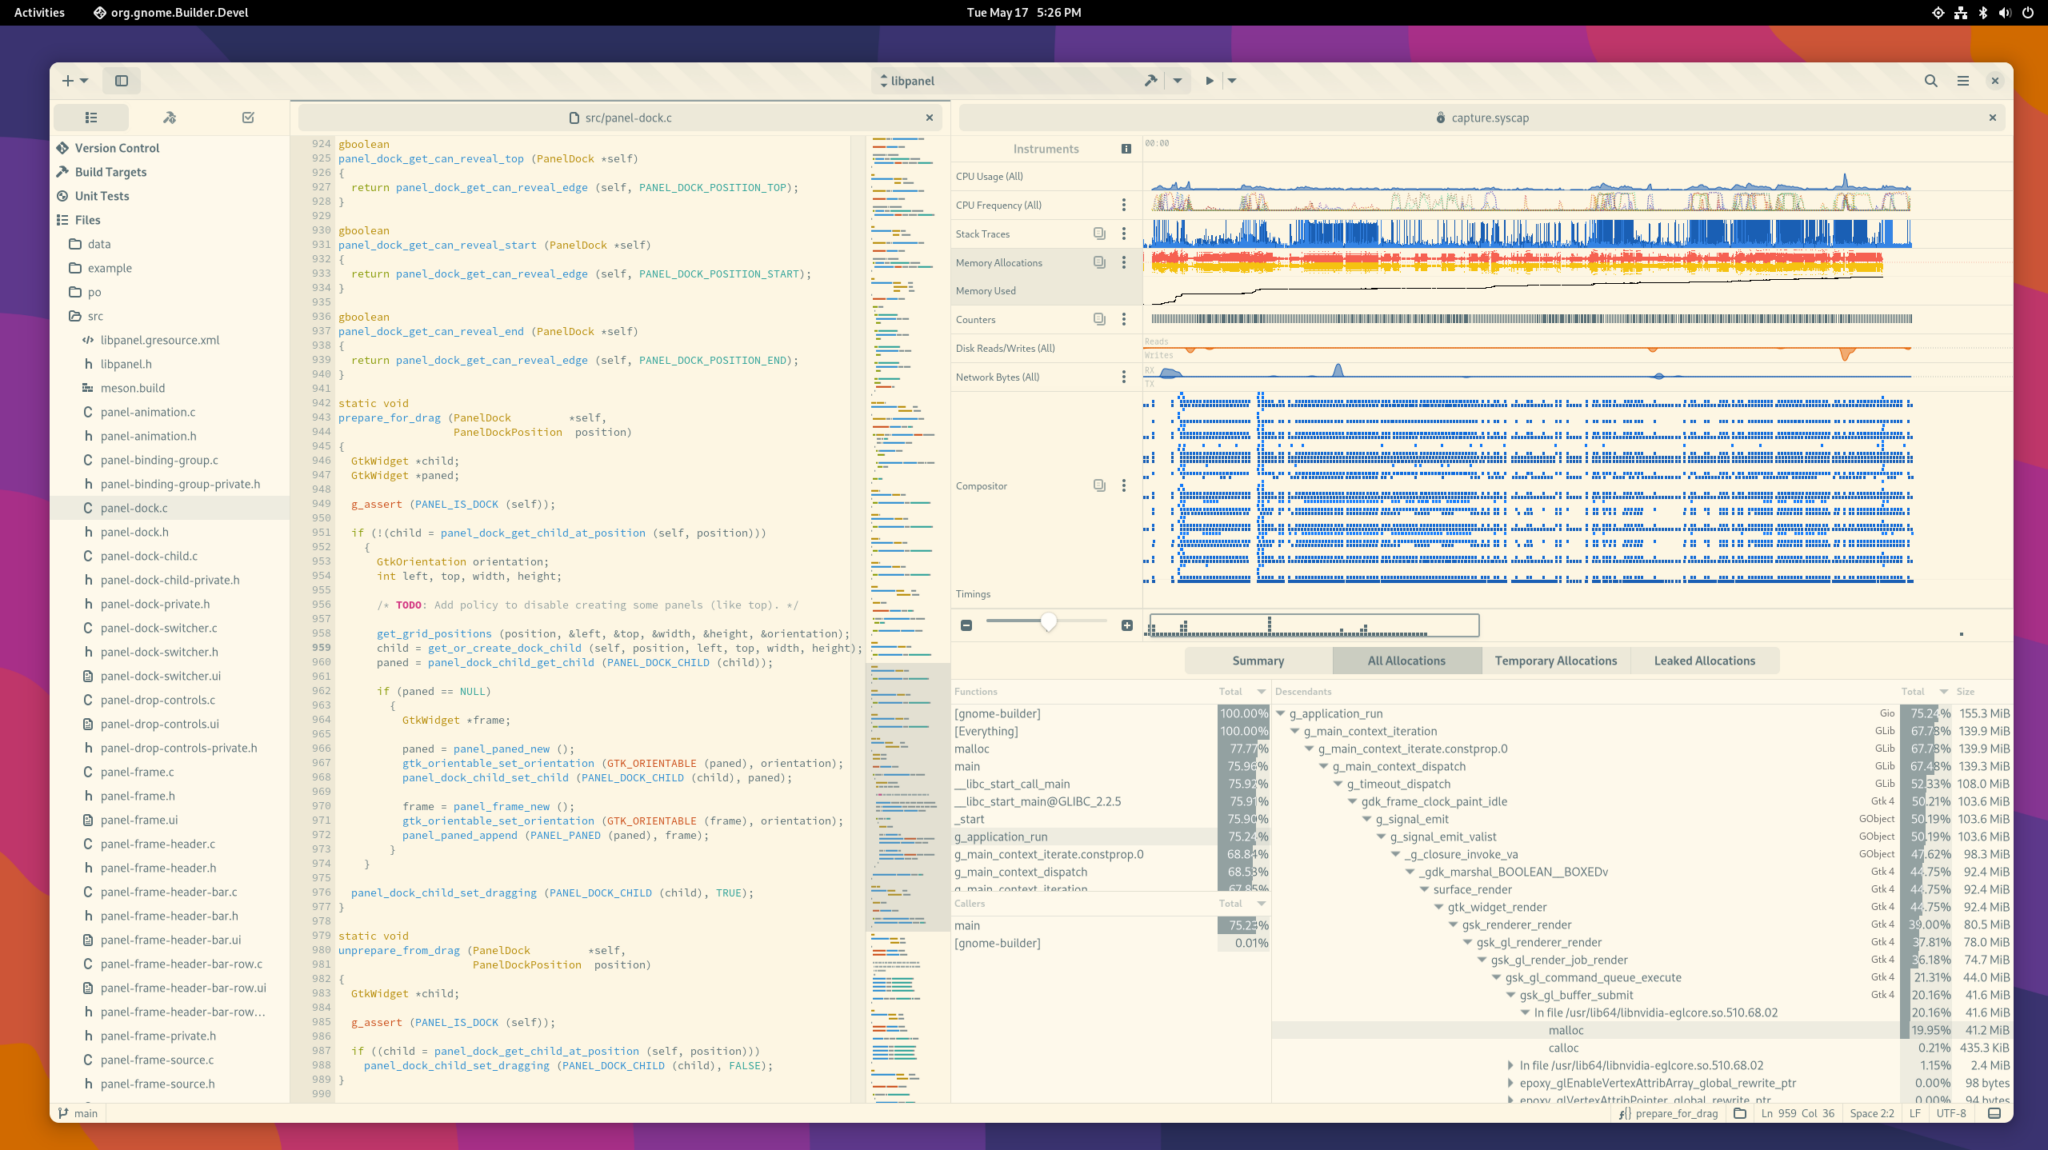 Activities
org.gnome.Builder.Devel
Tue May 17 5:26 PM
libpanel
Version Control
Build Targets
Unit Tests
Files
data
example
po
src
libpanel.gresource.xml
libpanel.h
meson.build
panel-animation.c
panel-animation.h
panel-binding-group.c
panel-binding-group-private.h
panel-dock.c
panel-dock.h
panel-dock-child.c
panel-dock-child-private.h
panel-dock-private.h
panel-dock-switcher.c
panel-dock-switcher.h
panel-dock-switcher.ui
panel-drop-controls.c
panel-drop-controls.ui
panel-drop-controls-private.h
panel-frame.c
panel-frame.h
panel-frame.ui
panel-frame-header.c
panel-frame-header.h
panel-frame-header-bar.c
panel-frame-header-bar.h
panel-frame-header-bar.ui
panel-frame-header-bar-row.c
panel-frame-header-bar-row.ui
panel-frame-header-bar-row...
panel-frame-private.h
panel-frame-source.c
panel-frame-source.h
main
src/panel-dock.c
924 gboolean
925 panel_dock_get_can_reveal_top (PanelDock *self)
926 {
927   return panel_dock_get_can_reveal_edge (self, PANEL_DOCK_POSITION_TOP);
928 }
929
930 gboolean
931 panel_dock_get_can_reveal_start (PanelDock *self)
932 {
933   return panel_dock_get_can_reveal_edge (self, PANEL_DOCK_POSITION_START);
934 }
935
936 gboolean
937 panel_dock_get_can_reveal_end (PanelDock *self)
938 {
939   return panel_dock_get_can_reveal_edge (self, PANEL_DOCK_POSITION_END);
940 }
941
942 static void
943 prepare_for_drag (PanelDock         *self,
944                   PanelDockPosition  position)
945 {
946   GtkWidget *child;
947   GtkWidget *paned;
948
949   g_assert (PANEL_IS_DOCK (self));
950
951   if (!(child = panel_dock_get_child_at_position (self, position)))
952     {
953       GtkOrientation orientation;
954       int left, top, width, height;
955
956       /* TODO: Add policy to disable creating some panels (like top). */
957
958       get_grid_positions (position, &left, &top, &width, &height, &orientation);
959       child = get_or_create_dock_child (self, position, left, top, width, height);
960       paned = panel_dock_child_get_child (PANEL_DOCK_CHILD (child));
961
962       if (paned == NULL)
963         {
964           GtkWidget *frame;
965
966           paned = panel_paned_new ();
967           gtk_orientable_set_orientation (GTK_ORIENTABLE (paned), orientation);
968           panel_dock_child_set_child (PANEL_DOCK_CHILD (child), paned);
969
970           frame = panel_frame_new ();
971           gtk_orientable_set_orientation (GTK_ORIENTABLE (frame), orientation);
972           panel_paned_append (PANEL_PANED (paned), frame);
973         }
974     }
975
976   panel_dock_child_set_dragging (PANEL_DOCK_CHILD (child), TRUE);
977 }
978
979 static void
980 unprepare_from_drag (PanelDock         *self,
981                      PanelDockPosition  position)
982 {
983   GtkWidget *child;
984
985   g_assert (PANEL_IS_DOCK (self));
986
987   if ((child = panel_dock_get_child_at_position (self, position)))
988     panel_dock_child_set_dragging (PANEL_DOCK_CHILD (child), FALSE);
989 }
990
capture.syscap
Instruments
00:00
CPU Usage (All)
CPU Frequency (All)
Stack Traces
Memory Allocations
Memory Used
Counters
Disk Reads/Writes (All)
Reads
Writes
Network Bytes (All)
RX
TX
Compositor
Timings
Summary
All Allocations
Temporary Allocations
Leaked Allocations
Functions Total
[gnome-builder] 100.00%
[Everything] 100.00%
malloc 77.77%
main 75.96%
__libc_start_call_main 75.92%
__libc_start_main@GLIBC_2.2.5 75.91%
_start 75.90%
g_application_run 75.24%
g_main_context_iterate.constprop.0 68.84%
g_main_context_dispatch 68.53%
g_main_context_iteration 67.85%
Callers Total
main 75.23%
[gnome-builder] 0.01%
Descendants Total Size
g_application_run Gio 75.24% 155.3 MiB
g_main_context_iteration GLib 67.78% 139.9 MiB
g_main_context_iterate.constprop.0 GLib 67.78% 139.9 MiB
g_main_context_dispatch GLib 67.48% 139.3 MiB
g_timeout_dispatch GLib 52.33% 108.0 MiB
gdk_frame_clock_paint_idle Gtk 4 50.21% 103.6 MiB
g_signal_emit GObject 50.19% 103.6 MiB
g_signal_emit_valist GObject 50.19% 103.6 MiB
_g_closure_invoke_va GObject 47.62% 98.3 MiB
_gdk_marshal_BOOLEAN__BOXEDv Gtk 4 44.75% 92.4 MiB
surface_render Gtk 4 44.75% 92.4 MiB
gtk_widget_render Gtk 4 44.75% 92.4 MiB
gsk_renderer_render Gtk 4 39.00% 80.5 MiB
gsk_gl_renderer_render Gtk 4 37.81% 78.0 MiB
gsk_gl_render_job_render Gtk 4 36.18% 74.7 MiB
gsk_gl_command_queue_execute Gtk 4 21.31% 44.0 MiB
gsk_gl_buffer_submit Gtk 4 20.16% 41.6 MiB
In file /usr/lib64/libnvidia-eglcore.so.510.68.02 20.16% 41.6 MiB
malloc 19.95% 41.2 MiB
calloc 0.21% 435.3 KiB
In file /usr/lib64/libnvidia-eglcore.so.510.68.02 1.15% 2.4 MiB
epoxy_glEnableVertexAttribArray_global_rewrite_ptr 0.00% 98 bytes
epoxy_glVertexAttribPointer_global_rewrite_ptr 0.00% 94 bytes
prepare_for_drag
Ln 959 Col 36
Space 2:2
LF
UTF-8